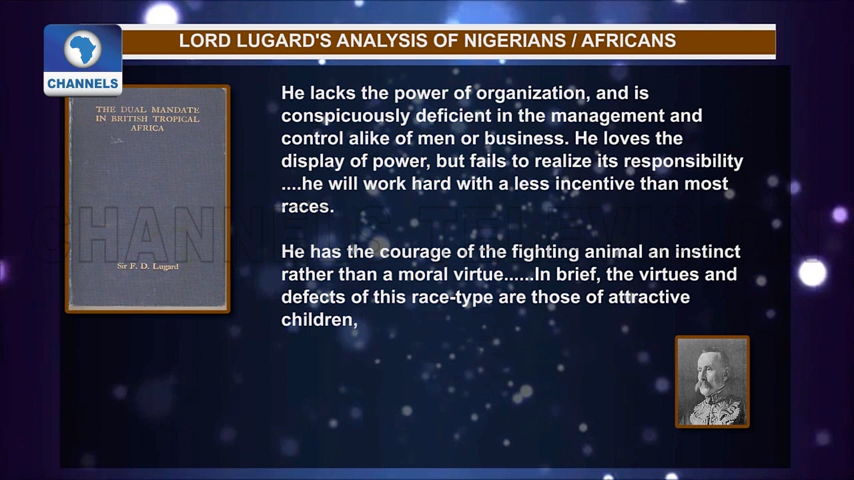 LORD LUGARD'S ANALYSIS OF NIGERIANS / AFRICANS
CHANNELS
THE DUAL MANDATE
IN BRITISH TROPICAL
AFRICA
Sir F. D. Lugard
He lacks the power of organization, and is
conspicuously deficient in the management and
control alike of men or business. He loves the
display of power, but fails to realize its responsibility
....he will work hard with a less incentive than most
races.
He has the courage of the fighting animal an instinct
rather than a moral virtue......In brief, the virtues and
defects of this race-type are those of attractive
children,
CHANNELS TELEVISION